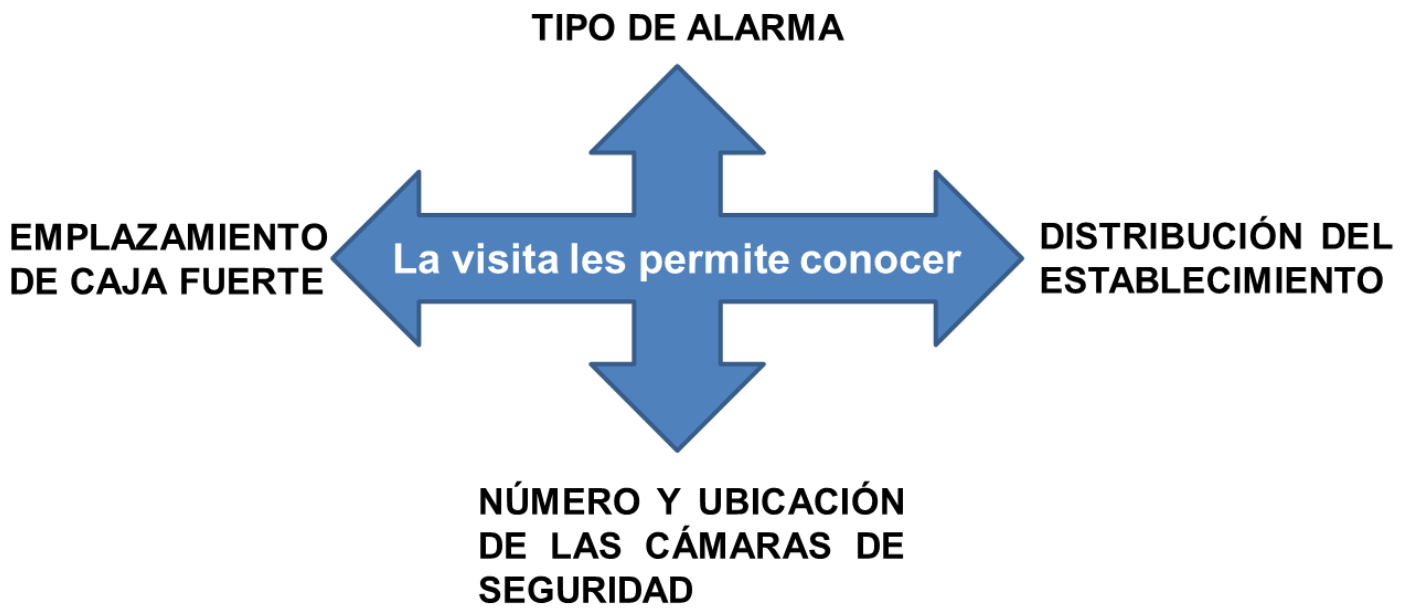 TIPO DE ALARMA
EMPLAZAMIENTO
DE CAJA FUERTE
La visita les permite conocer
DISTRIBUCIÓN DEL
ESTABLECIMIENTO
NÚMERO Y UBICACIÓN
DE LAS CÁMARAS DE
SEGURIDAD